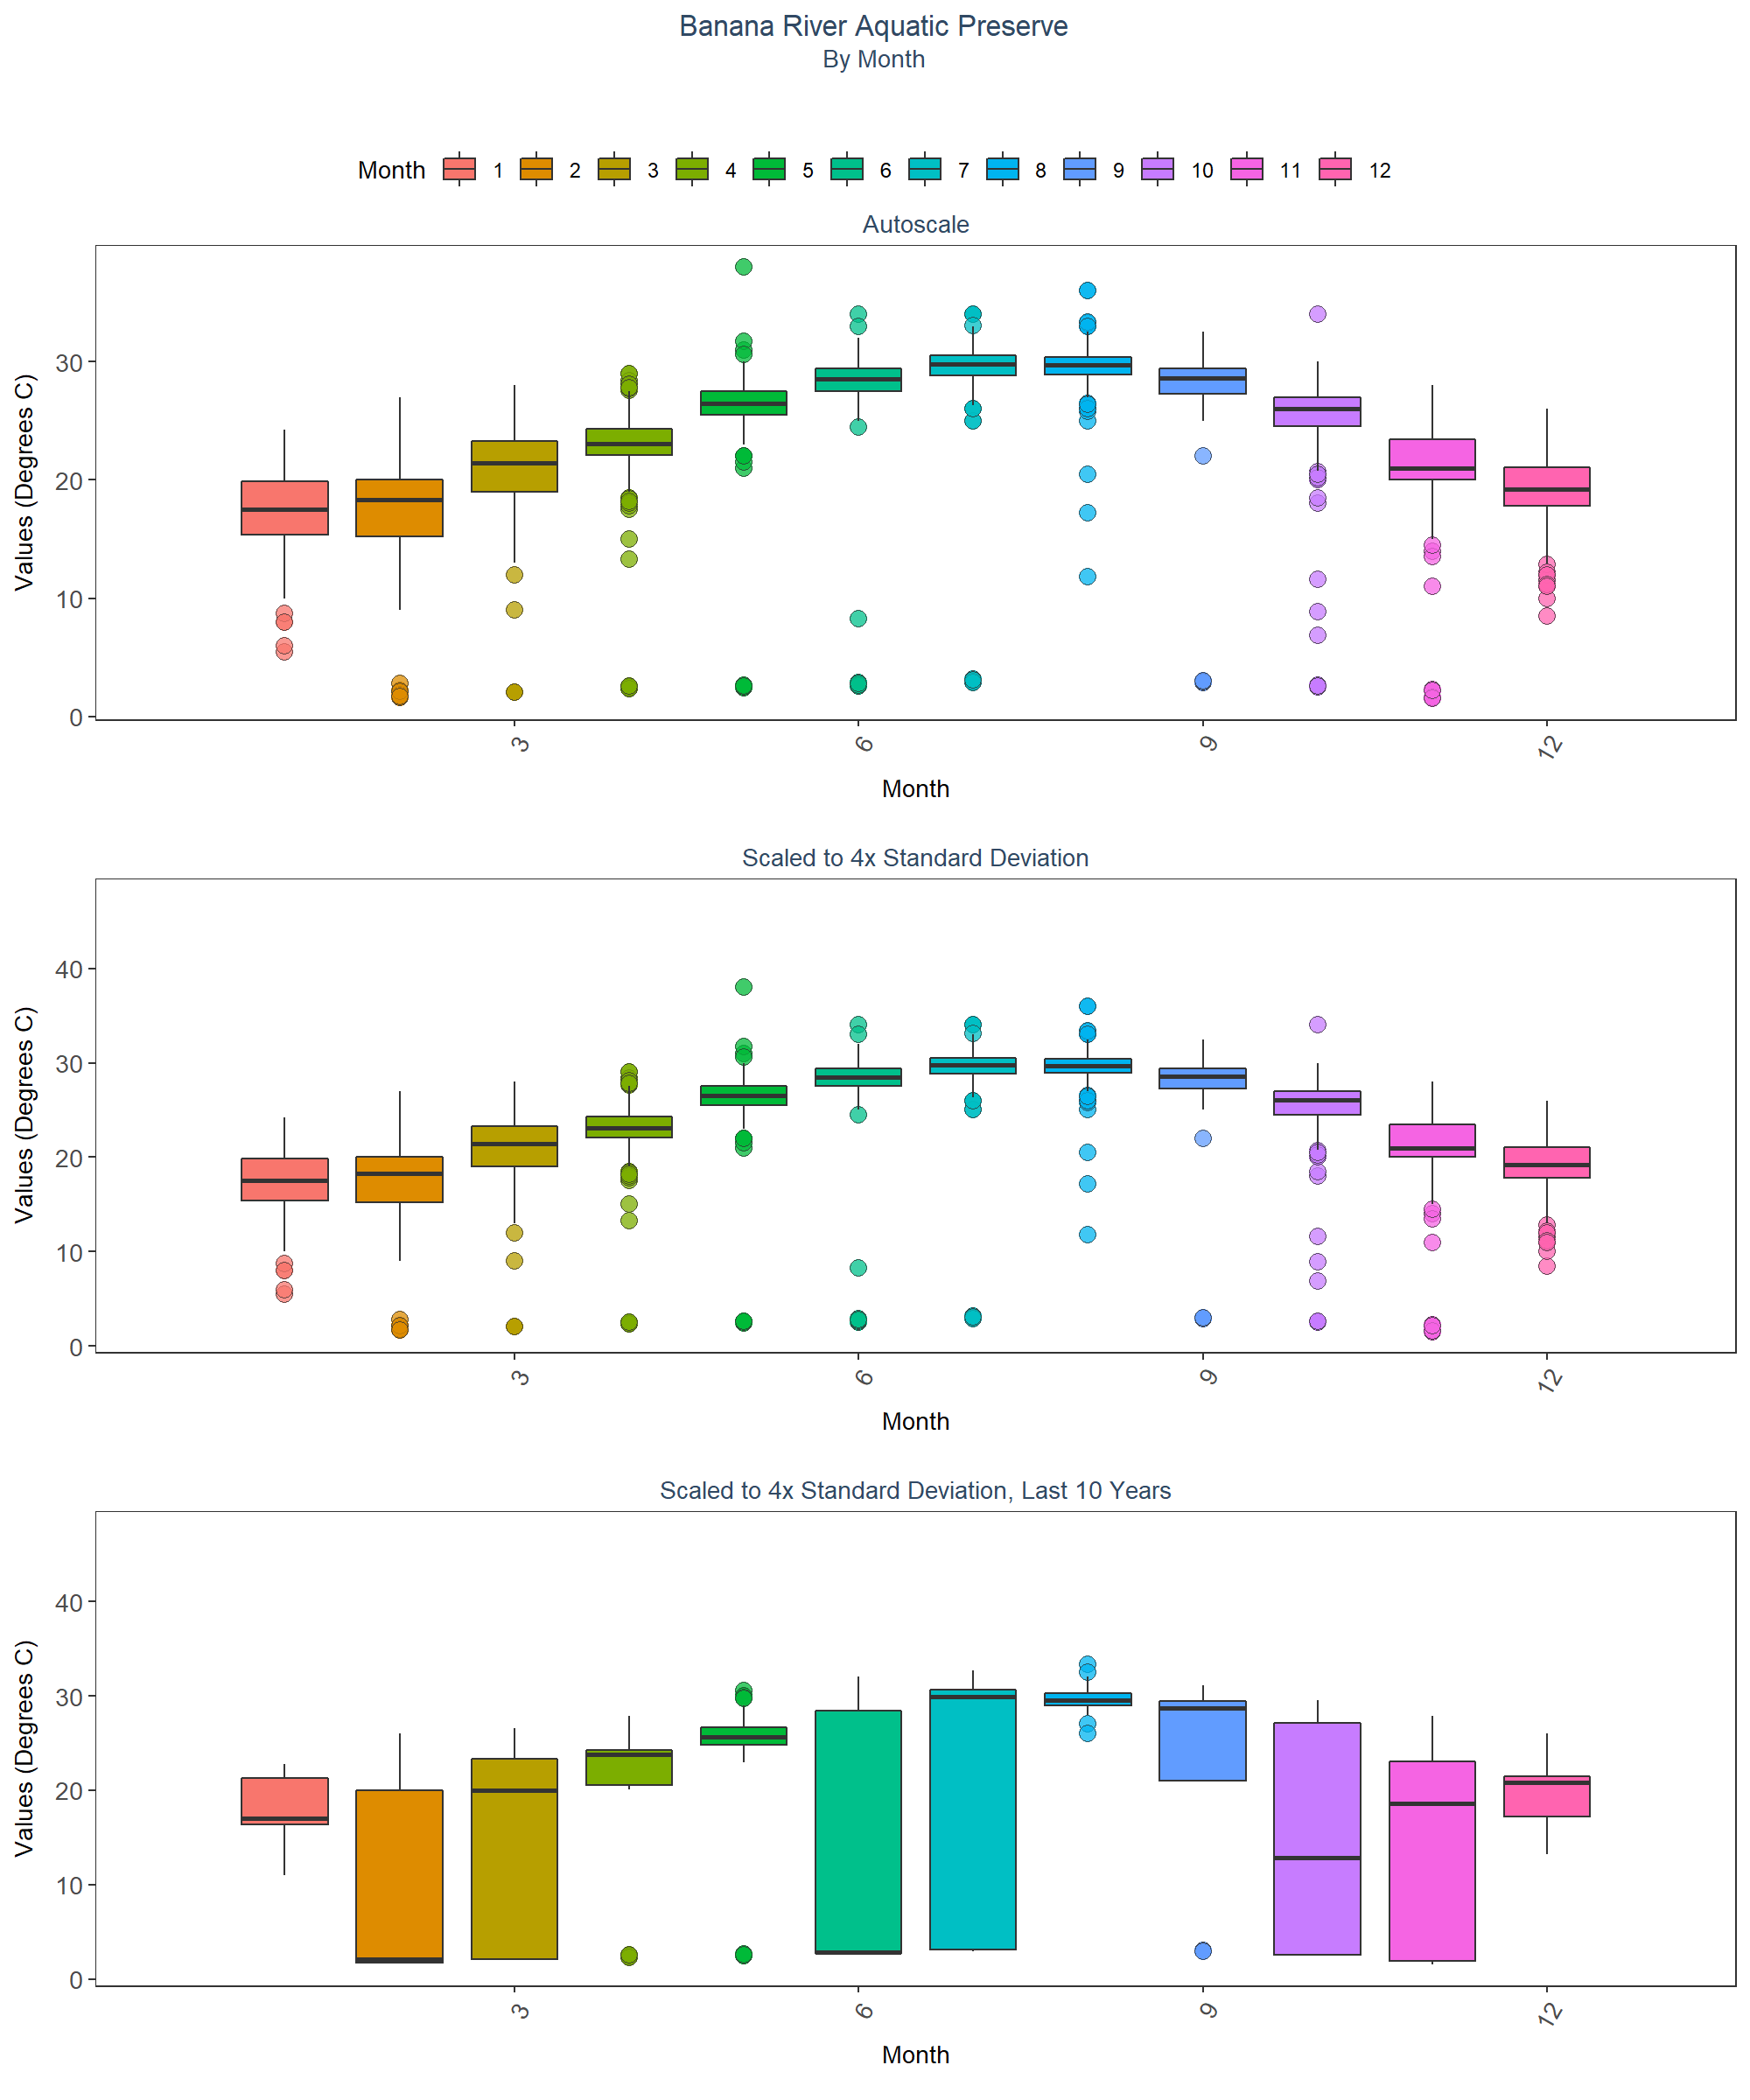 Banana River Aquatic Preserve
By Month
Month 1 2 3 4 5 6 7 8 9 10 11 12
Autoscale
Values (Degrees C)
30
20
10
0
3 6 9 12
Month
Scaled to 4x Standard Deviation
Values (Degrees C)
40
30
20
10
0
3 6 9 12
Month
Scaled to 4x Standard Deviation, Last 10 Years
Values (Degrees C)
40
30
20
10
0
3 6 9 12
Month